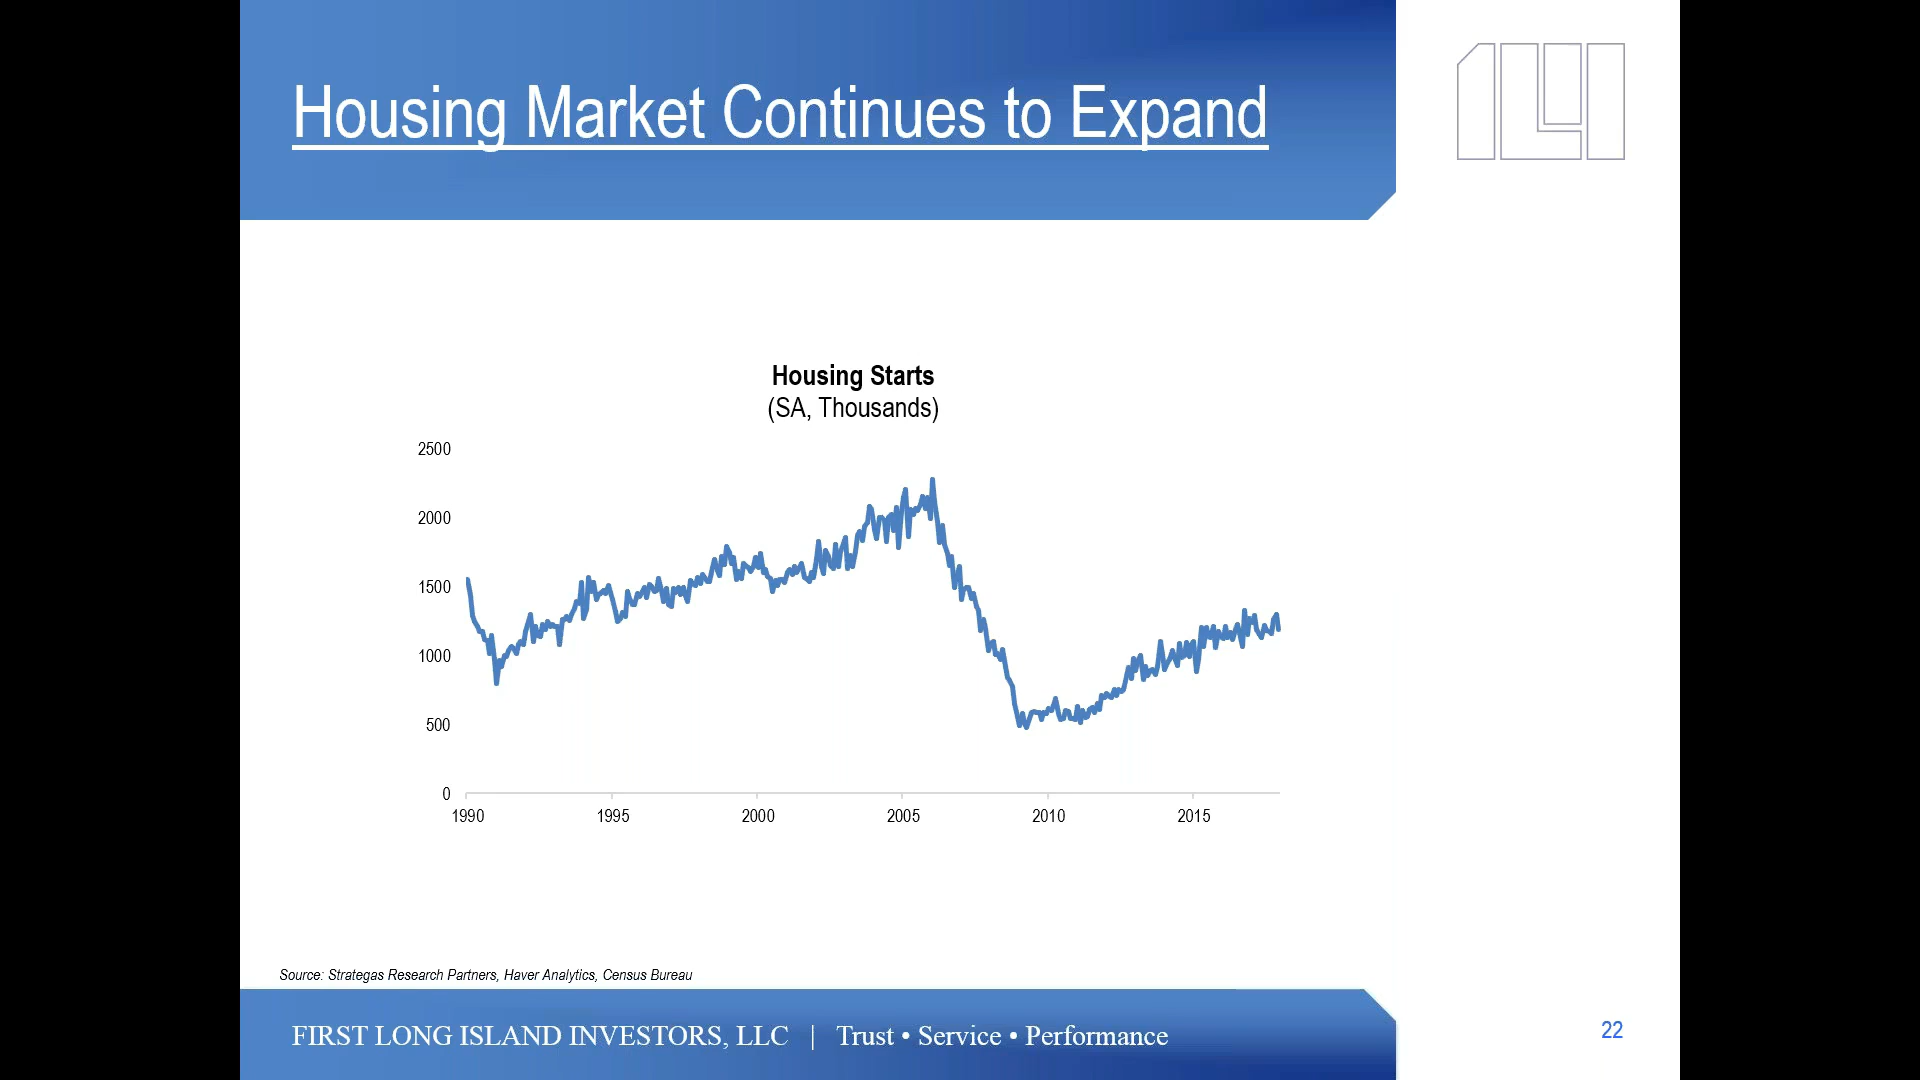 Housing Market Continues to Expand
Housing Starts
(SA, Thousands)
2500
2000
1500
1000
500
0
1990 1995 2000 2005 2010 2015
Source: Strategas Research Partners, Haver Analytics, Census Bureau
FIRST LONG ISLAND INVESTORS, LLC | Trust • Service • Performance
22